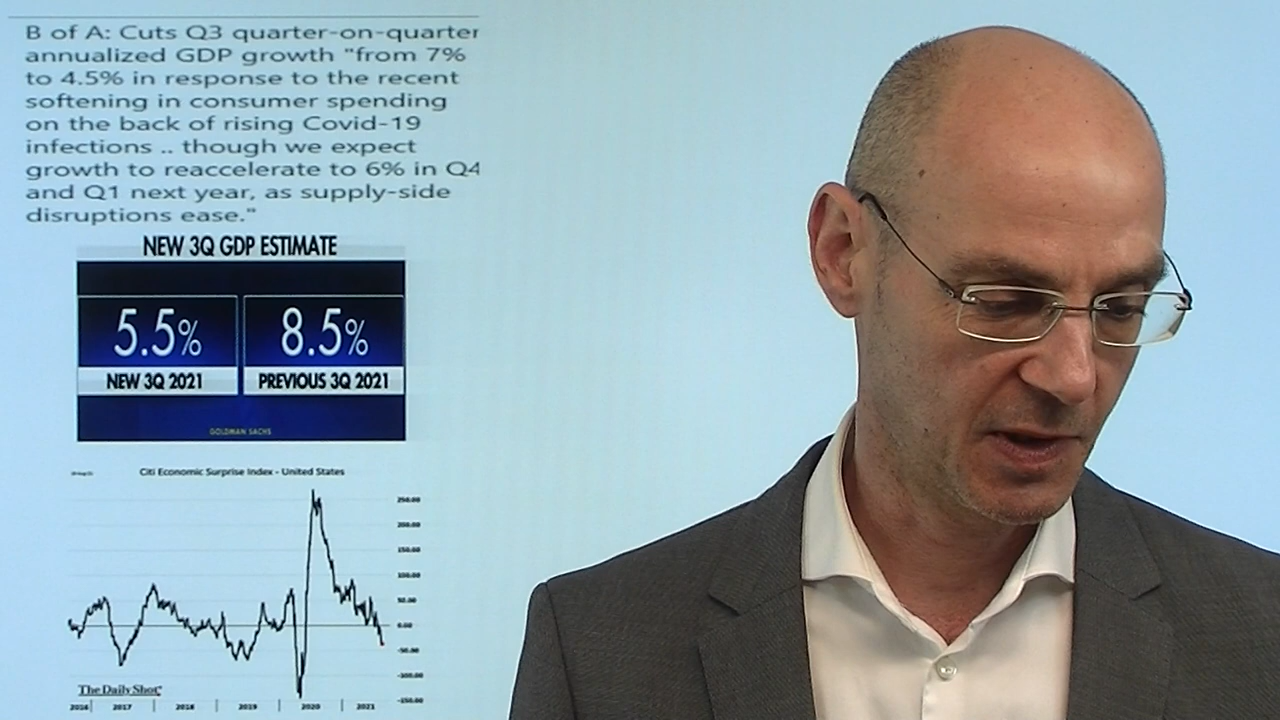 B of A: Cuts Q3 quarter-on-quarter
annualized GDP growth "from 7%
to 4.5% in response to the recent
softening in consumer spending
on the back of rising Covid-19
infections .. though we expect
growth to reaccelerate to 6% in Q4
and Q1 next year, as supply-side
disruptions ease."
NEW 3Q GDP ESTIMATE
5.5% 8.5%
NEW 3Q 2021 PREVIOUS 3Q 2021
GOLDMAN SACHS
Citi Economic Surprise Index - United States
250.00
200.00
150.00
100.00
50.00
0.00
-50.00
-100.00
-150.00
The Daily Shot
2016 2017 2018 2019 2020 2021